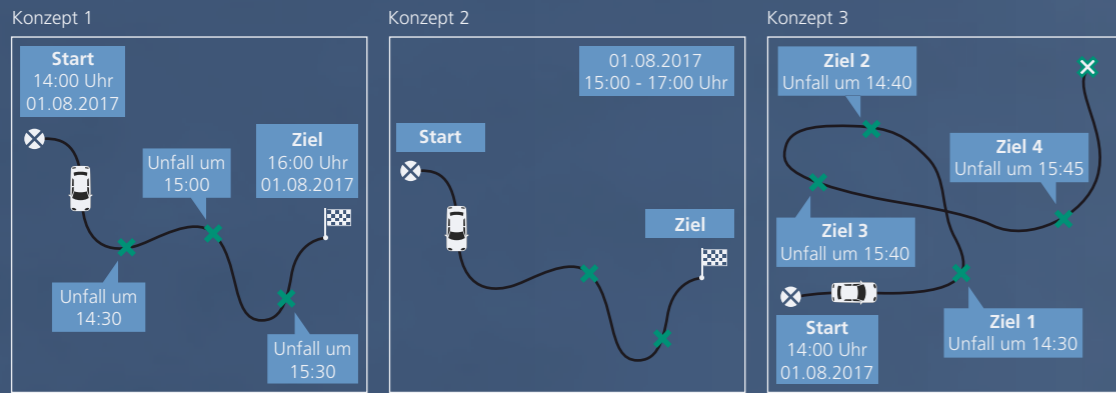 Konzept 1
Start
14:00 Uhr
01.08.2017
Unfall um
15:00
Ziel
16:00 Uhr
01.08.2017
Unfall um
14:30
Unfall um
15:30
Konzept 2
01.08.2017
15:00 - 17:00 Uhr
Start
Ziel
Konzept 3
Ziel 2
Unfall um 14:40
Ziel 4
Unfall um 15:45
Ziel 3
Unfall um 15:40
Ziel 1
Unfall um 14:30
Start
14:00 Uhr
01.08.2017